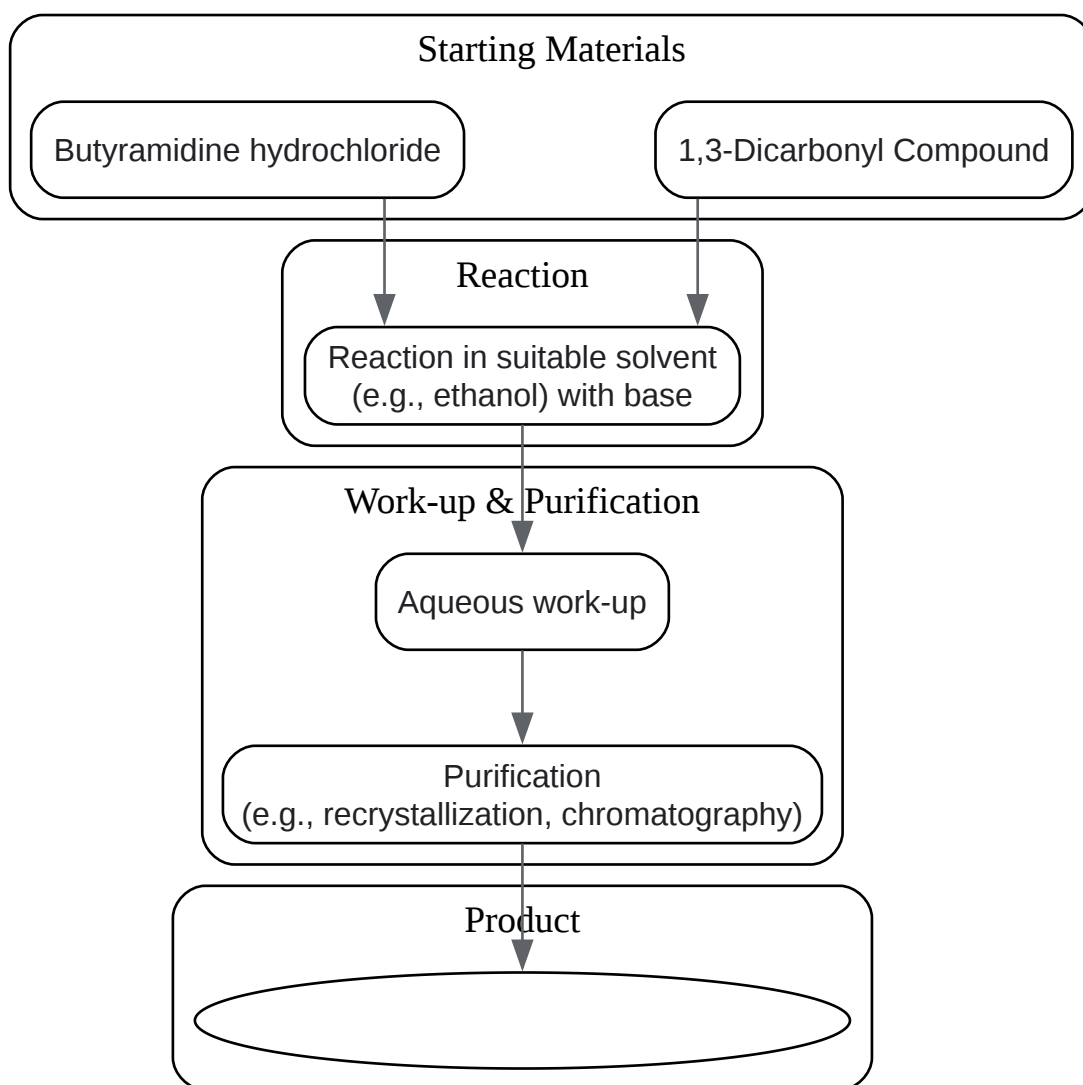 Starting Materials
Butyramidine hydrochloride
1,3-Dicarbonyl Compound
Reaction
Reaction in suitable solvent
(e.g., ethanol) with base
Work-up & Purification
Aqueous work-up
Purification
(e.g., recrystallization, chromatography)
Product